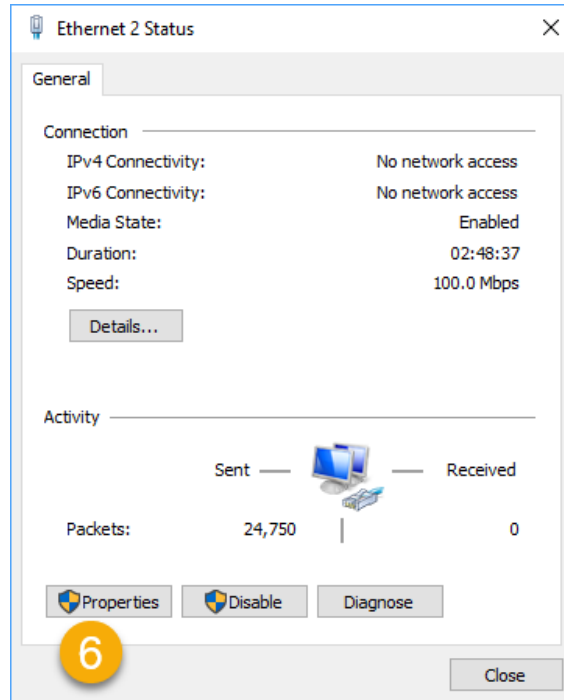 Ethernet 2 Status
General
Connection
IPv4 Connectivity: No network access
IPv6 Connectivity: No network access
Media State: Enabled
Duration: 02:48:37
Speed: 100.0 Mbps
Details...
Activity
Sent Received
Packets: 24,750 0
Properties Disable Diagnose
6
Close